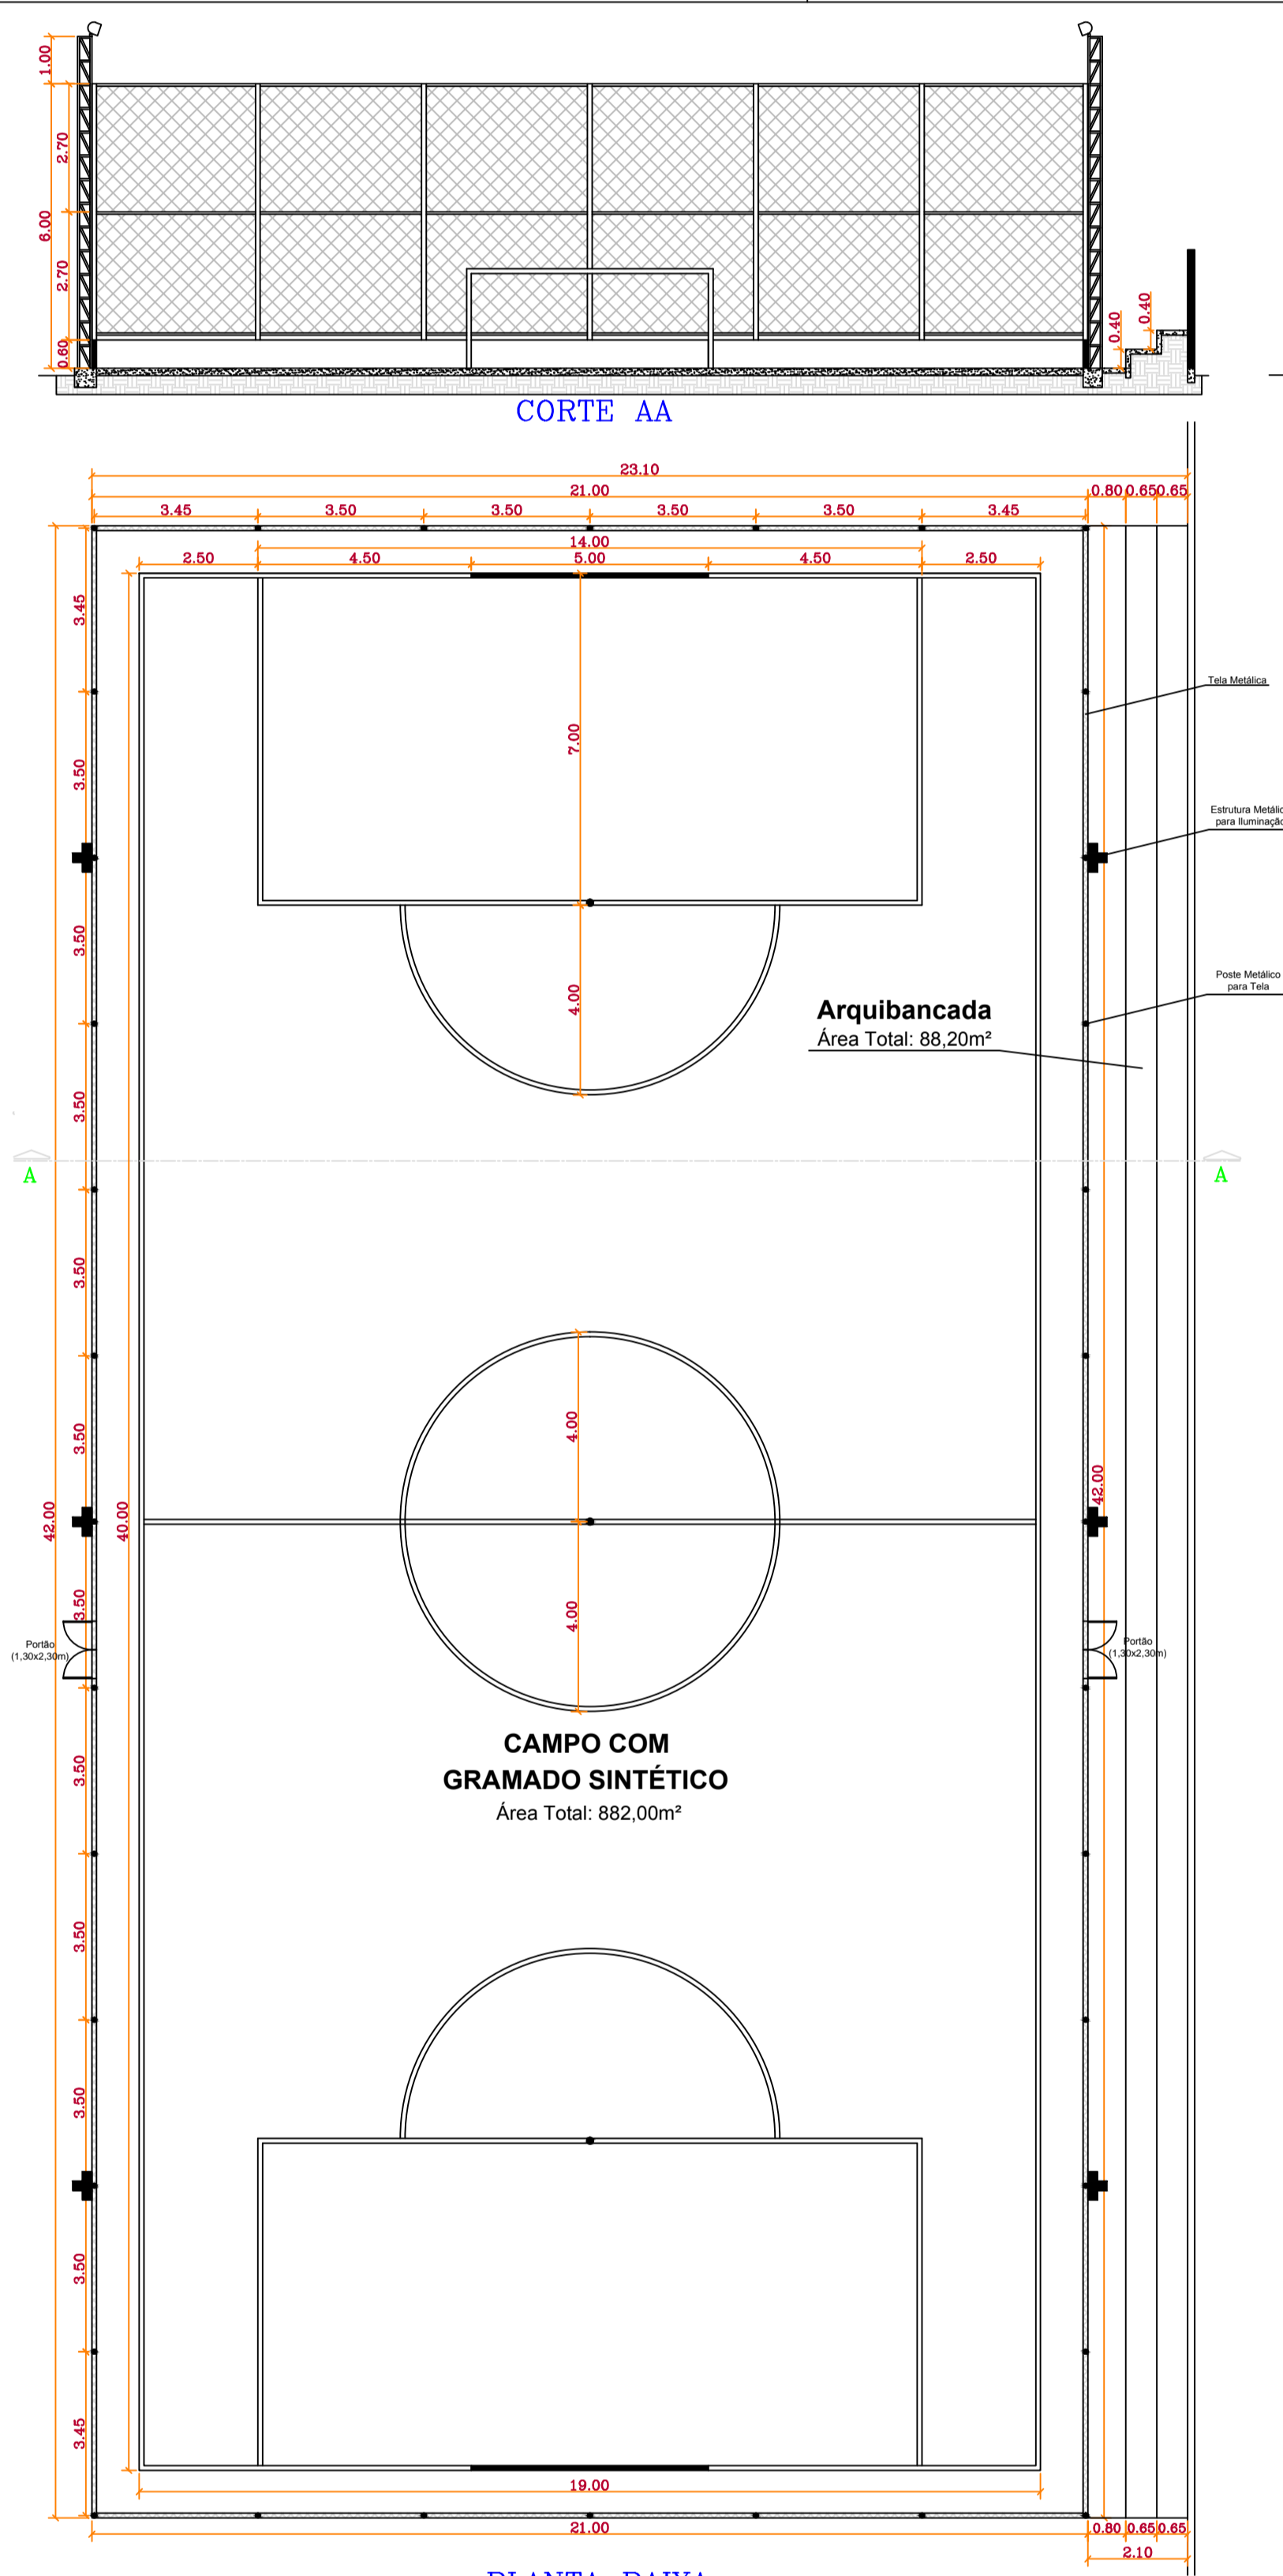 1.00
2.70
6.00
2.70
0.60
0.40
0.40
CORTE AA
23.10
21.00
0.80
0.65
0.65
3.45
3.50
3.50
3.50
3.50
3.45
14.00
2.50
4.50
5.00
4.50
2.50
3.45
Tela Metálica
7.00
3.50
Estrutura Metálic
para Iluminaçã
3.50
Poste Metálico
para Tela
4.00
Arquibancada
Área Total: 88,20m²
3.50
A
A
3.50
4.00
3.50
42.00
40.00
42.00
3.50
4.00
Portão
(1,30x2,30m)
Portão
(1,30x2,30m)
CAMPO COM
GRAMADO SINTÉTICO
Área Total: 882,00m²
3.50
3.50
3.50
3.50
3.45
19.00
21.00
0.80
0.65
0.65
2.10
PLANTA BAIXA